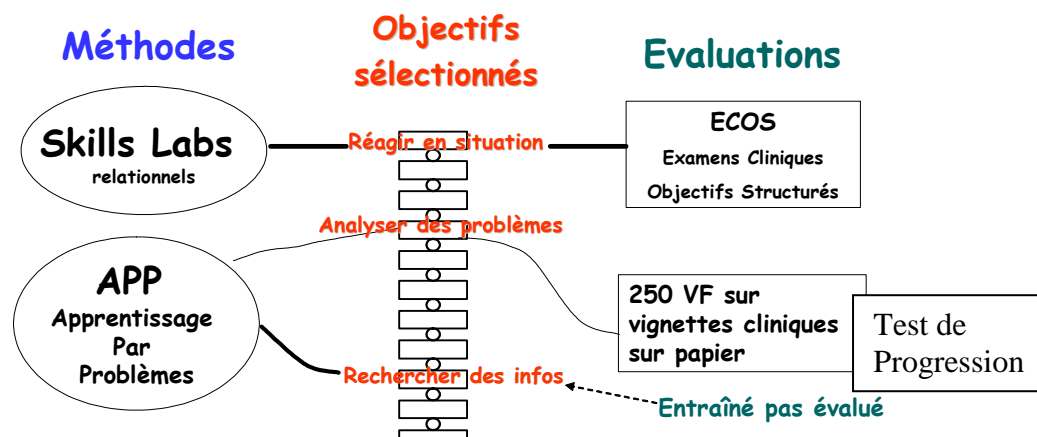 Méthodes
Objectifs
sélectionnés
Evaluations
Skills Labs
relationnels
Réagir en situation
ECOS
Examens Cliniques
Objectifs Structurés
Analyser des problèmes
APP
Apprentissage
Par
Problèmes
250 VF sur
vignettes cliniques
sur papier
Test de
Progression
Rechercher des infos
Entraîné pas évalué